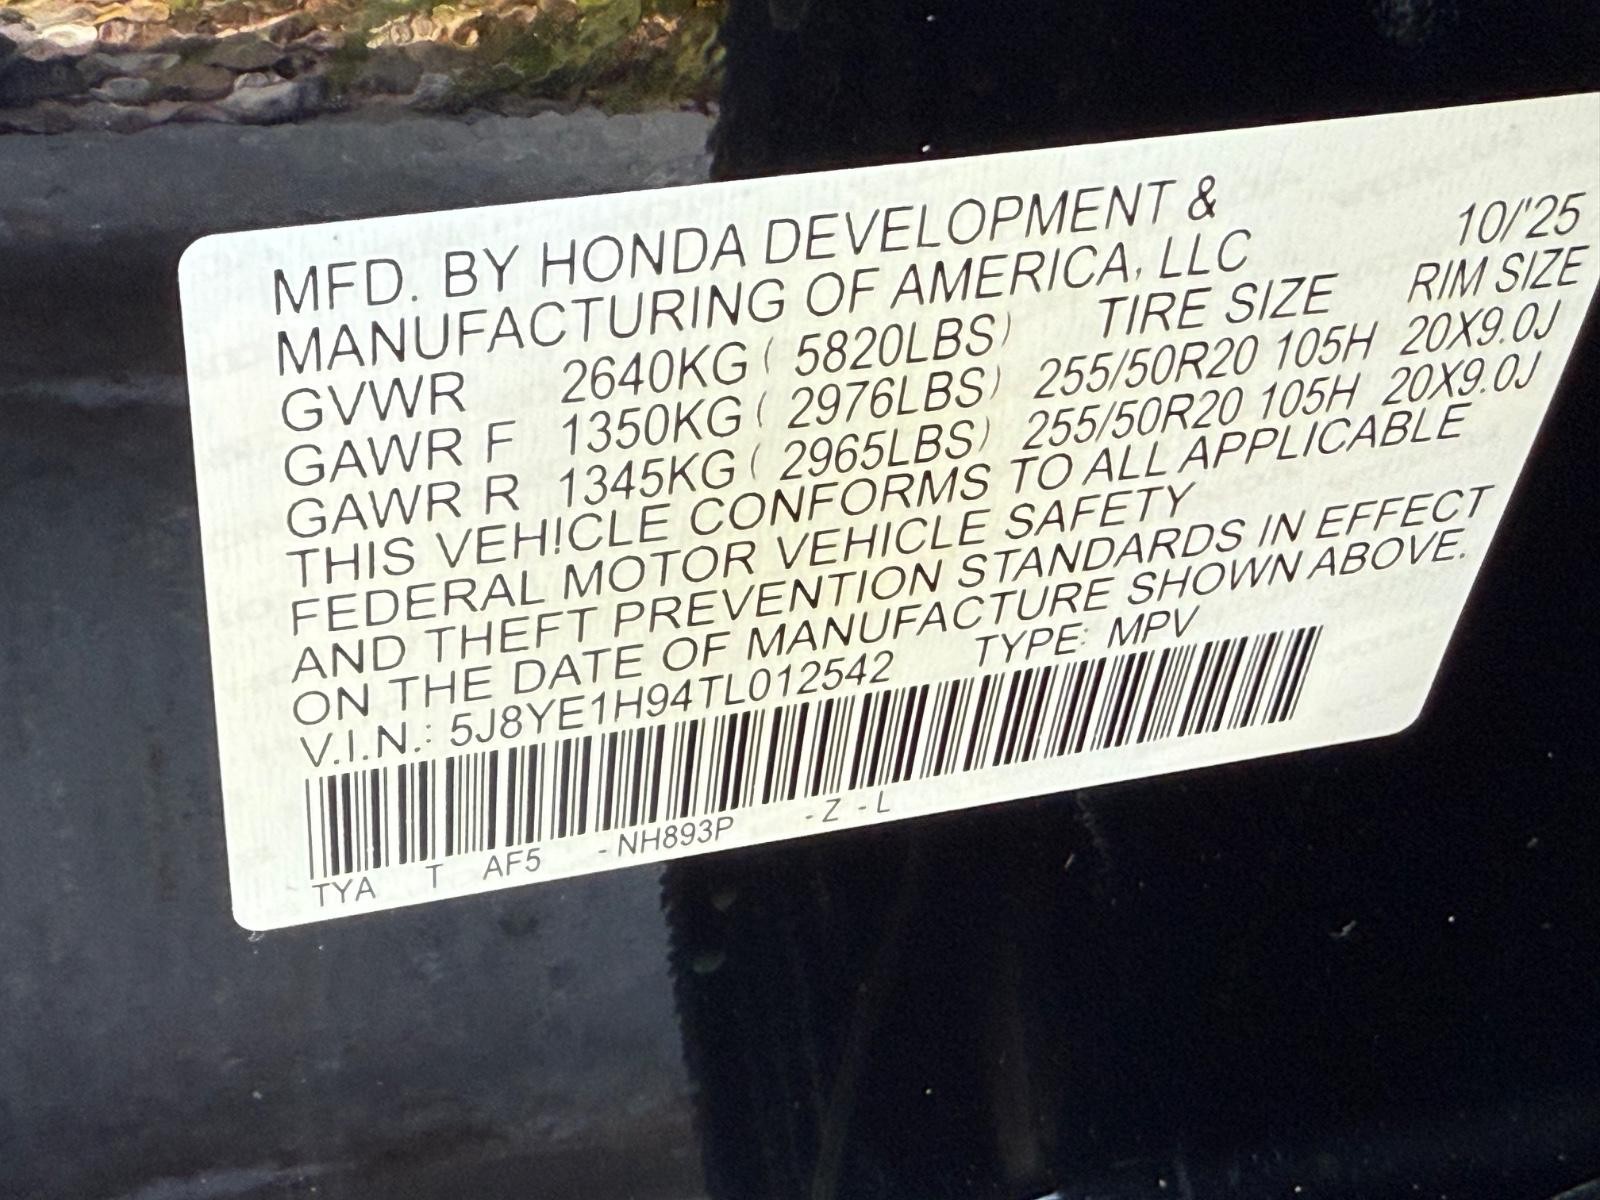 MFD. BY HONDA DEVELOPMENT &
MANUFACTURING OF AMERICA, LLC 10/'25
GVWR 2640KG ( 5820LBS) TIRE SIZE RIM SIZE
GAWR F 1350KG ( 2976LBS) 255/50R20 105H 20X9.0J
GAWR R 1345KG ( 2965LBS) 255/50R20 105H 20X9.0J
THIS VEHICLE CONFORMS TO ALL APPLICABLE
FEDERAL MOTOR VEHICLE SAFETY
AND THEFT PREVENTION STANDARDS IN EFFECT
ON THE DATE OF MANUFACTURE SHOWN ABOVE.
V.I.N.: 5J8YE1H94TL012542 TYPE: MPV
TYA T AF5 -NH893P -Z -L